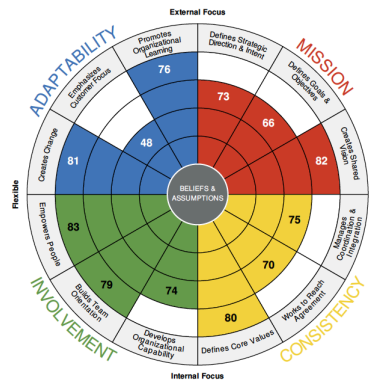 External Focus
ADAPTABILITY
MISSION
Promotes
Organizational
Learning
Defines Strategic
Direction & Intent
Emphasizes
Customer Focus
Defines Goals &
Objectives
Creates Change
Creates Shared
Vision
76
73
66
48
81
82
BELIEFS &
ASSUMPTIONS
Flexible
83
75
79
74
70
80
Empowers People
Manages
Coordination &
Integration
Builds Team
Orientation
Works to Reach
Agreement
Develops
Organizational
Capability
Defines Core Values
INVOLVEMENT
CONSISTENCY
Internal Focus